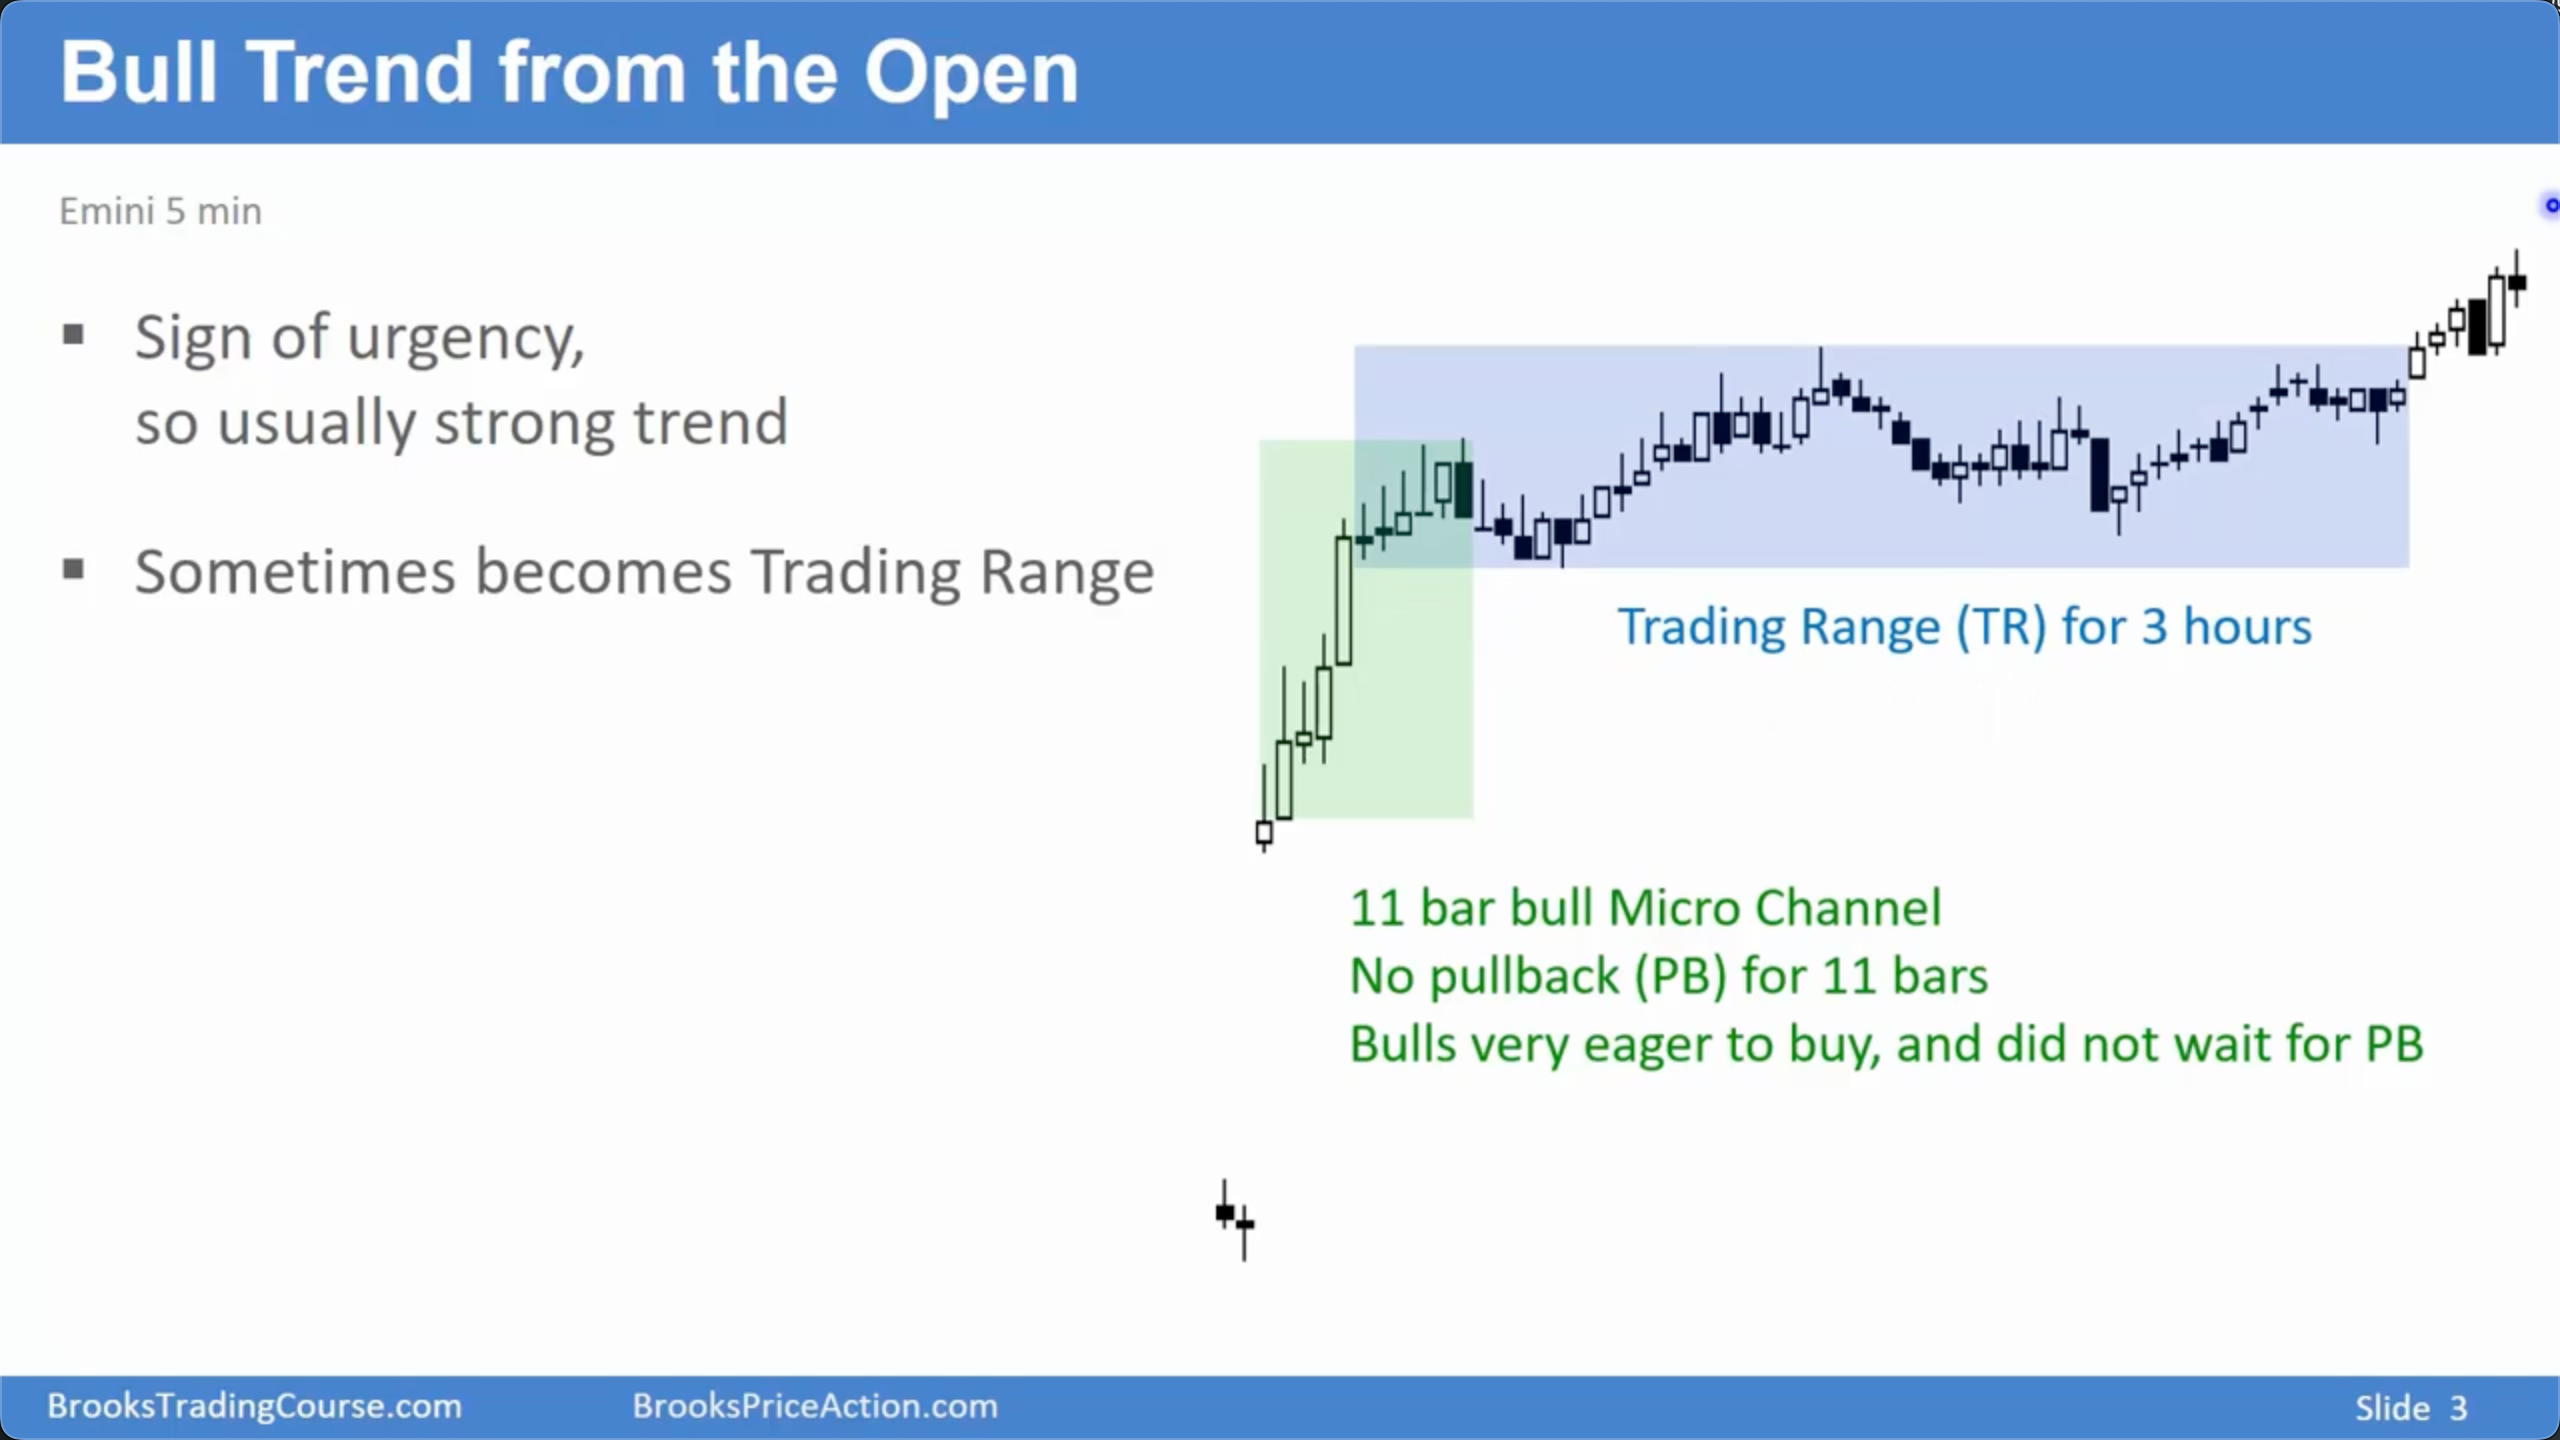 Bull Trend from the Open
Emini 5 min
Sign of urgency,
so usually strong trend
Sometimes becomes Trading Range
Trading Range (TR) for 3 hours
11 bar bull Micro Channel
No pullback (PB) for 11 bars
Bulls very eager to buy, and did not wait for PB
BrooksTradingCourse.com
BrooksPriceAction.com
Slide 3